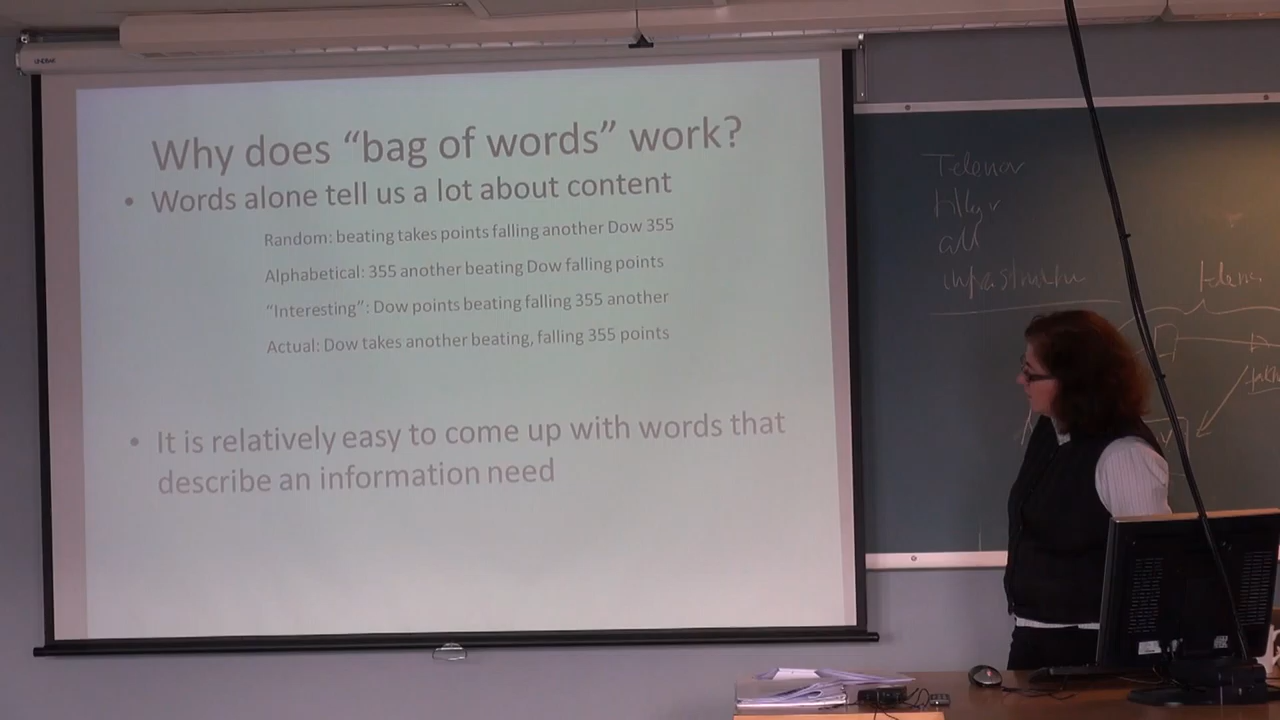 Why does “bag of words” work?
• Words alone tell us a lot about content
Random: beating takes points falling another Dow 355
Alphabetical: 355 another beating Dow falling points
“Interesting”: Dow points beating falling 355 another
Actual: Dow takes another beating, falling 355 points
• It is relatively easy to come up with words that
describe an information need
Telenor
all